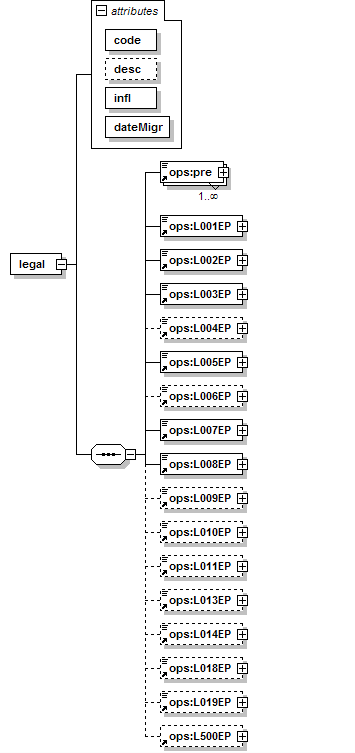 attributes
code
desc
infl
dateMigr
ops:pre
1..∞
ops:L001EP
ops:L002EP
legal
ops:L003EP
ops:L004EP
ops:L005EP
ops:L006EP
ops:L007EP
ops:L008EP
ops:L009EP
ops:L010EP
ops:L011EP
ops:L013EP
ops:L014EP
ops:L018EP
ops:L019EP
ops:L500EP